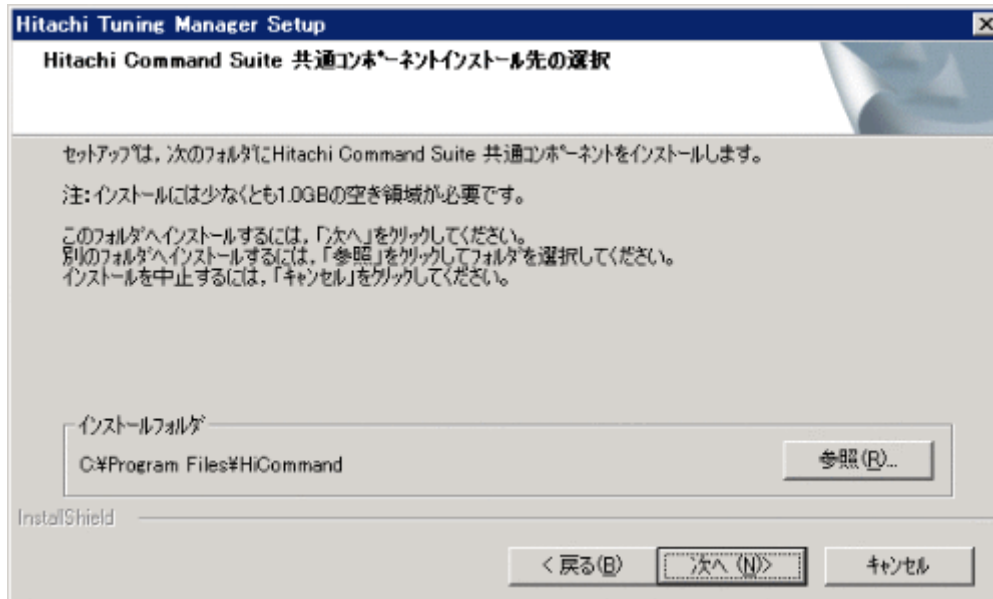 Hitachi Tuning Manager Setup
Hitachi Command Suite 共通コンポーネントインストール先の選択
セットアップは，次のフォルダにHitachi Command Suite 共通コンポーネントをインストールします。
注：インストールには少なくとも1.0GBの空き領域が必要です。
このフォルダへインストールするには，「次へ」をクリックしてください。
別のフォルダへインストールするには，「参照」をクリックしてフォルダを選択してください。
インストールを中止するには，「キャンセル」をクリックしてください。
インストールフォルダ
C:¥Program Files¥HiCommand
参照(R)...
InstallShield
< 戻る(B)
次へ (N)>
キャンセル